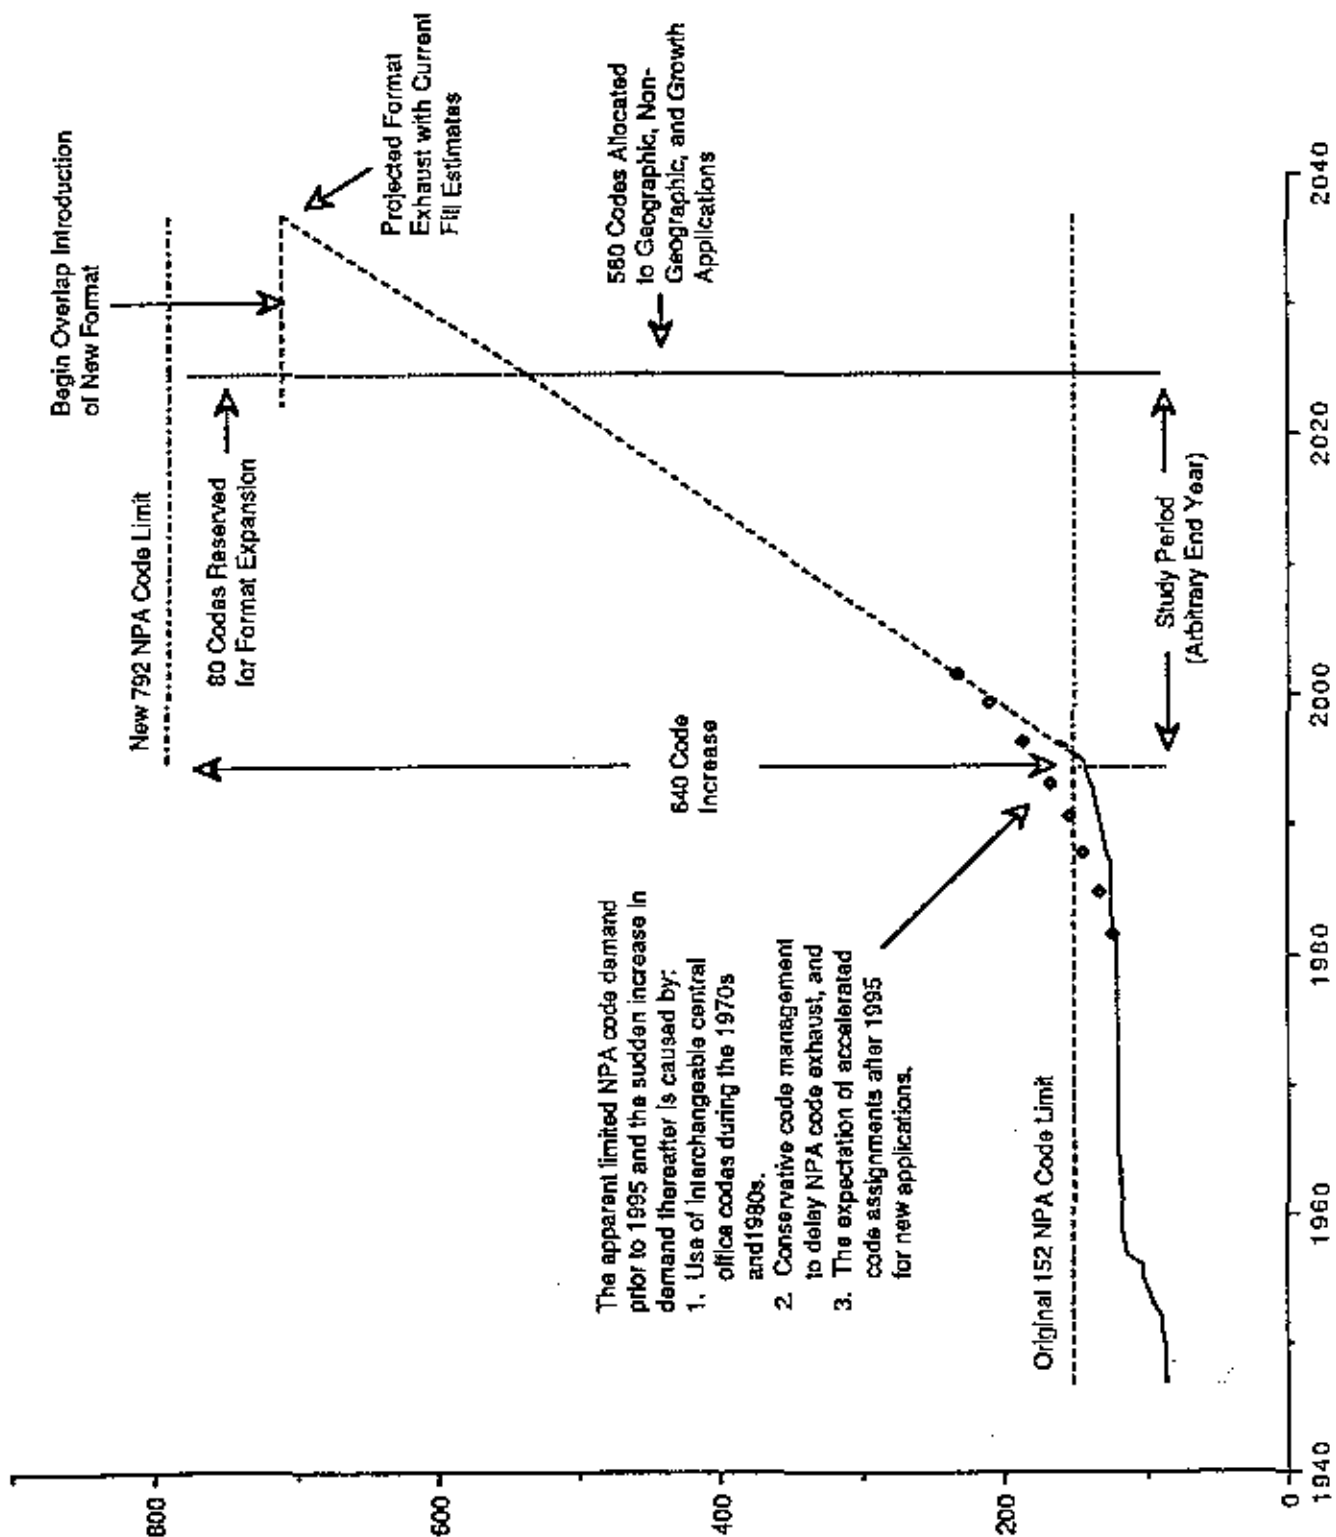 Begin Overlap Introduction
of New Format
New 792 NPA Code Limit
80 Codes Reserved
for Format Expansion
Projected Format
Exhaust with Current
Fill Estimates
640 Code
Increase
580 Codes Allocated
to Geographic, Non-
Geographic, and Growth
Applications
The apparent limited NPA code demand
prior to 1995 and the sudden increase in
demand thereafter is caused by:
1. Use of interchangeable central
office codes during the 1970s
and1980s.
2. Conservative code management
to delay NPA code exhaust, and
3. The expectation of accelerated
code assignments after 1995
for new applications.
Original 152 NPA Code Limit
Study Period
(Arbitrary End Year)
800
600
400
200
0
1940
1960
1980
2000
2020
2040